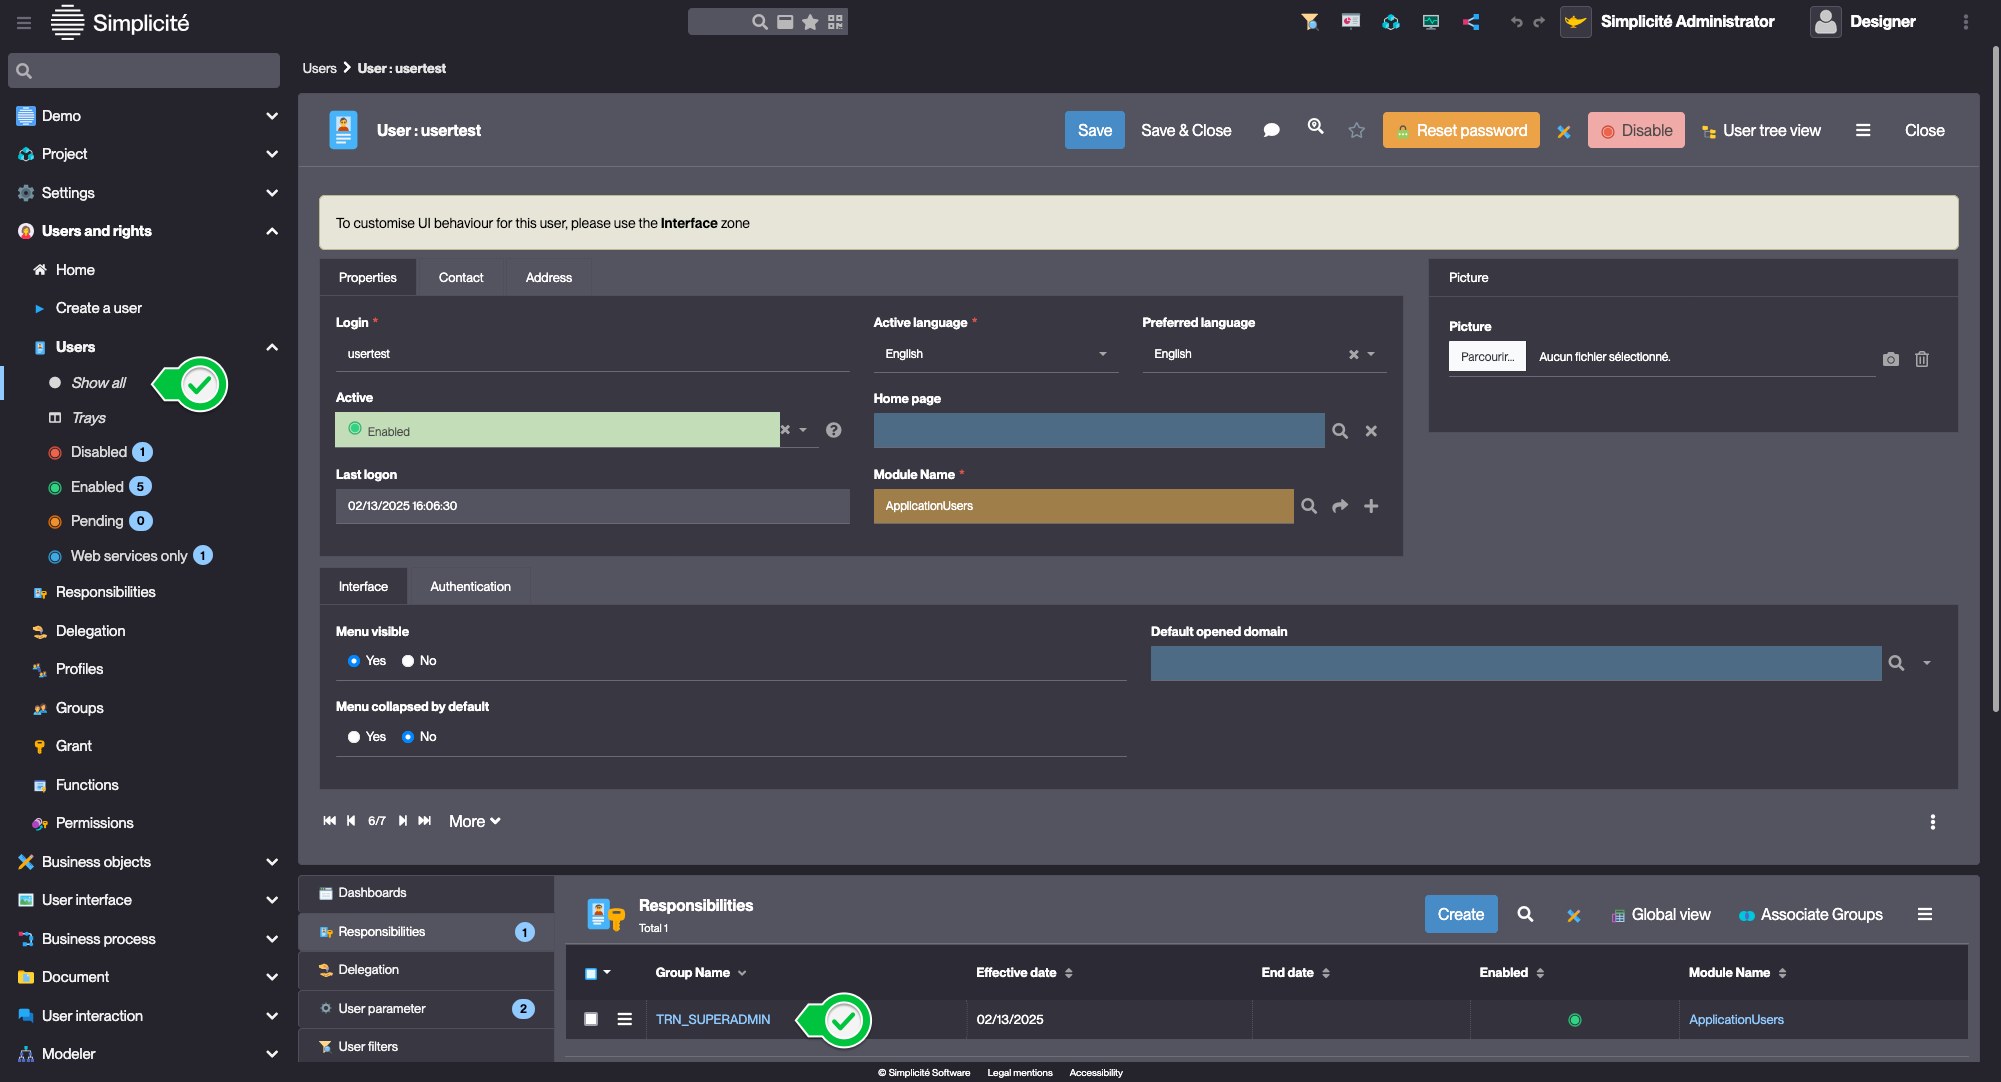 Simplicité
Simplicité Administrator
Designer
Demo
Project
Settings
Users and rights
Home
Create a user
Users
Show all
Trays
Disabled 1
Enabled 5
Pending 0
Web services only 1
Responsibilities
Delegation
Profiles
Groups
Grant
Functions
Permissions
Business objects
User interface
Business process
Document
User interaction
Modeler
Users User : usertest
User : usertest
Save
Save & Close
Reset password
Disable
User tree view
Close
To customise UI behaviour for this user, please use the Interface zone
Properties Contact Address
Login *
usertest
Active language *
English
Preferred language
English
Active
Enabled
Home page
Last logon
02/13/2025 16:06:30
Module Name *
ApplicationUsers
Picture
Picture
Parcourir... Aucun fichier sélectionné.
Interface Authentication
Menu visible
Yes No
Default opened domain
Menu collapsed by default
Yes No
6/7 More
Dashboards
Responsibilities 1
Delegation
User parameter 2
User filters
Responsibilities
Total 1
Create
Global view
Associate Groups
Group Name Effective date End date Enabled Module Name
TRN_SUPERADMIN 02/13/2025 ApplicationUsers
© Simplicité Software Legal mentions Accessibility